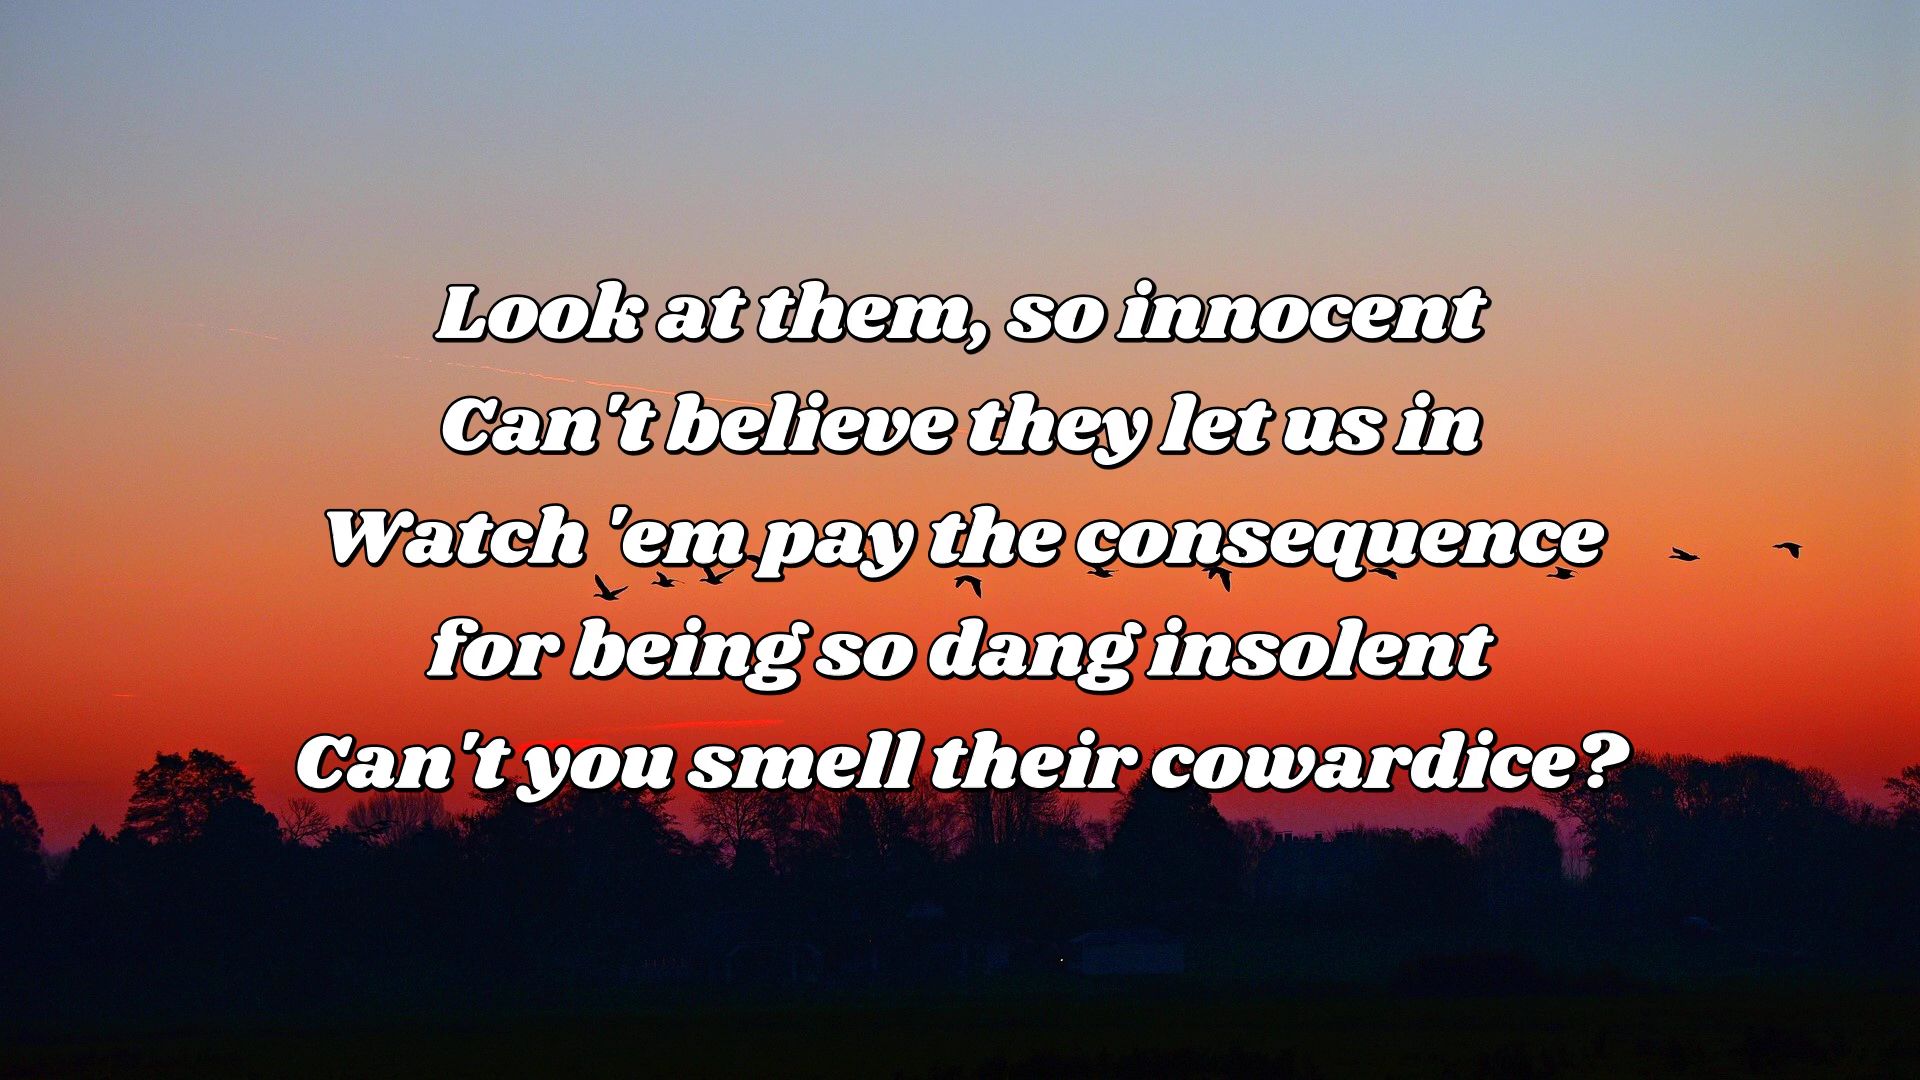 Look at them, so innocent
Can't believe they let us in
Watch 'em pay the consequence
for being so dang insolent
Can't you smell their cowardice?